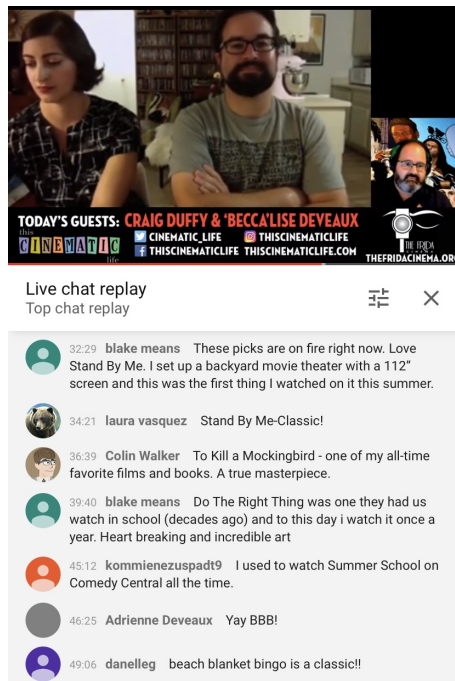 TODAY'S GUESTS: CRAIG DUFFY & 'BECCA'LISE DEVEAUX
this
CINEMATIC
life
CINEMATIC_LIFE THISCINEMATICLIFE
THISCINEMATICLIFE THISCINEMATICLIFE.COM
THE FRIDA
CINEMA
THEFRIDACINEMA.ORG
Live chat replay
Top chat replay
32:29 blake means These picks are on fire right now. Love
Stand By Me. I set up a backyard movie theater with a 112”
screen and this was the first thing I watched on it this summer.
34:21 laura vasquez Stand By Me-Classic!
36:39 Colin Walker To Kill a Mockingbird - one of my all-time
favorite films and books. A true masterpiece.
39:40 blake means Do The Right Thing was one they had us
watch in school (decades ago) and to this day i watch it once a
year. Heart breaking and incredible art
45:12 kommienezuspadt9 I used to watch Summer School on
Comedy Central all the time.
46:25 Adrienne Deveaux Yay BBB!
49:06 danelleg beach blanket bingo is a classic!!